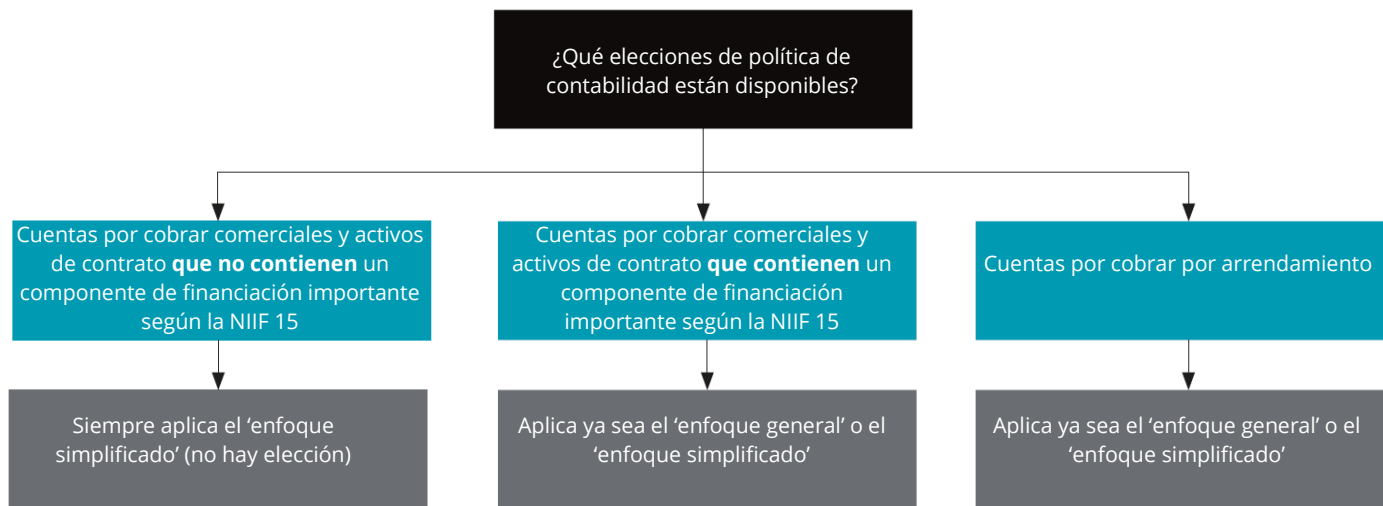 ¿Qué elecciones de política de
contabilidad están disponibles?
Cuentas por cobrar comerciales y activos
de contrato que no contienen un
componente de financiación importante
según la NIIF 15
Cuentas por cobrar comerciales y
activos de contrato que contienen un
componente de financiación
importante según la NIIF 15
Cuentas por cobrar por arrendamiento
Siempre aplica el ‘enfoque
simplificado’ (no hay elección)
Aplica ya sea el ‘enfoque general’ o el
‘enfoque simplificado’
Aplica ya sea el ‘enfoque general’ o el
‘enfoque simplificado’